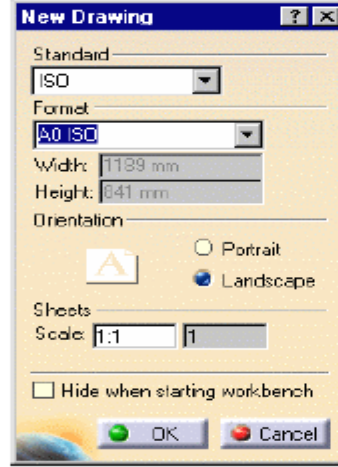 New Drawing
Standard
ISO
Format
A0 ISO
Width: 1189 mm
Height: 841 mm
Orientation
A
Portrait
Landscape
Sheets
Scale: 1:1 1
Hide when starting workbench
OK Cancel